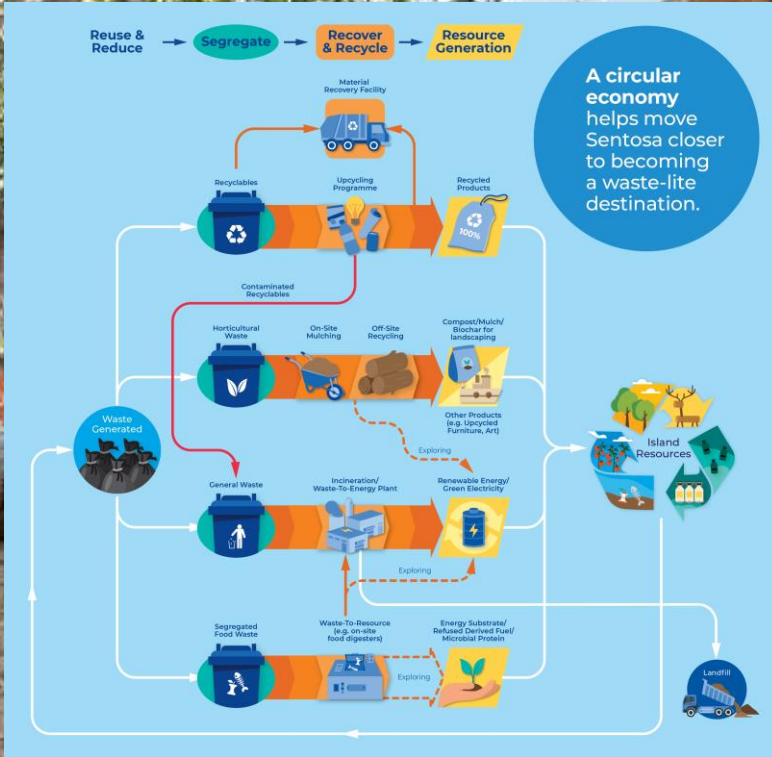 Reuse &
Reduce
Segregate
Recover
& Recycle
Resource
Generation
A circular
economy
helps move
Sentosa closer
to becoming
a waste-lite
destination.
Material
Recovery Facility
Recyclables
Upcycling
Programme
Recycled
Products
100%
Contaminated
Recyclables
Horticultural
Waste
On-Site
Mulching
Off-Site
Recycling
Compost/Mulch/
Biochar for
landscaping
Other Products
(e.g. Upcycled
Furniture, Art)
Waste
Generated
Exploring
Island
Resources
General Waste
Incineration/
Waste-To-Energy Plant
Renewable Energy/
Green Electricity
Exploring
Segregated
Food Waste
Waste-To-Resource
(e.g. on-site
food digesters)
Energy Substrate/
Refused Derived Fuel/
Microbial Protein
Exploring
Landfill